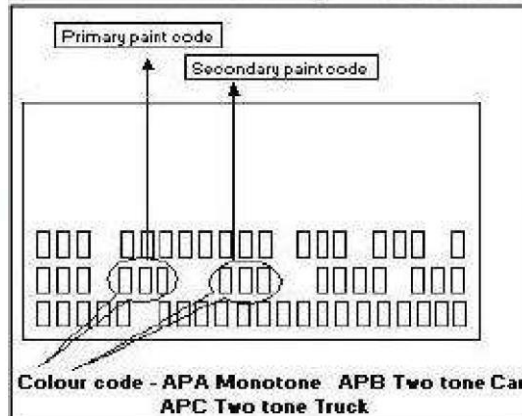 Primary paint code
Secondary paint code
Colour code - APA Monotone APB Two tone Car
APC Two tone Truck